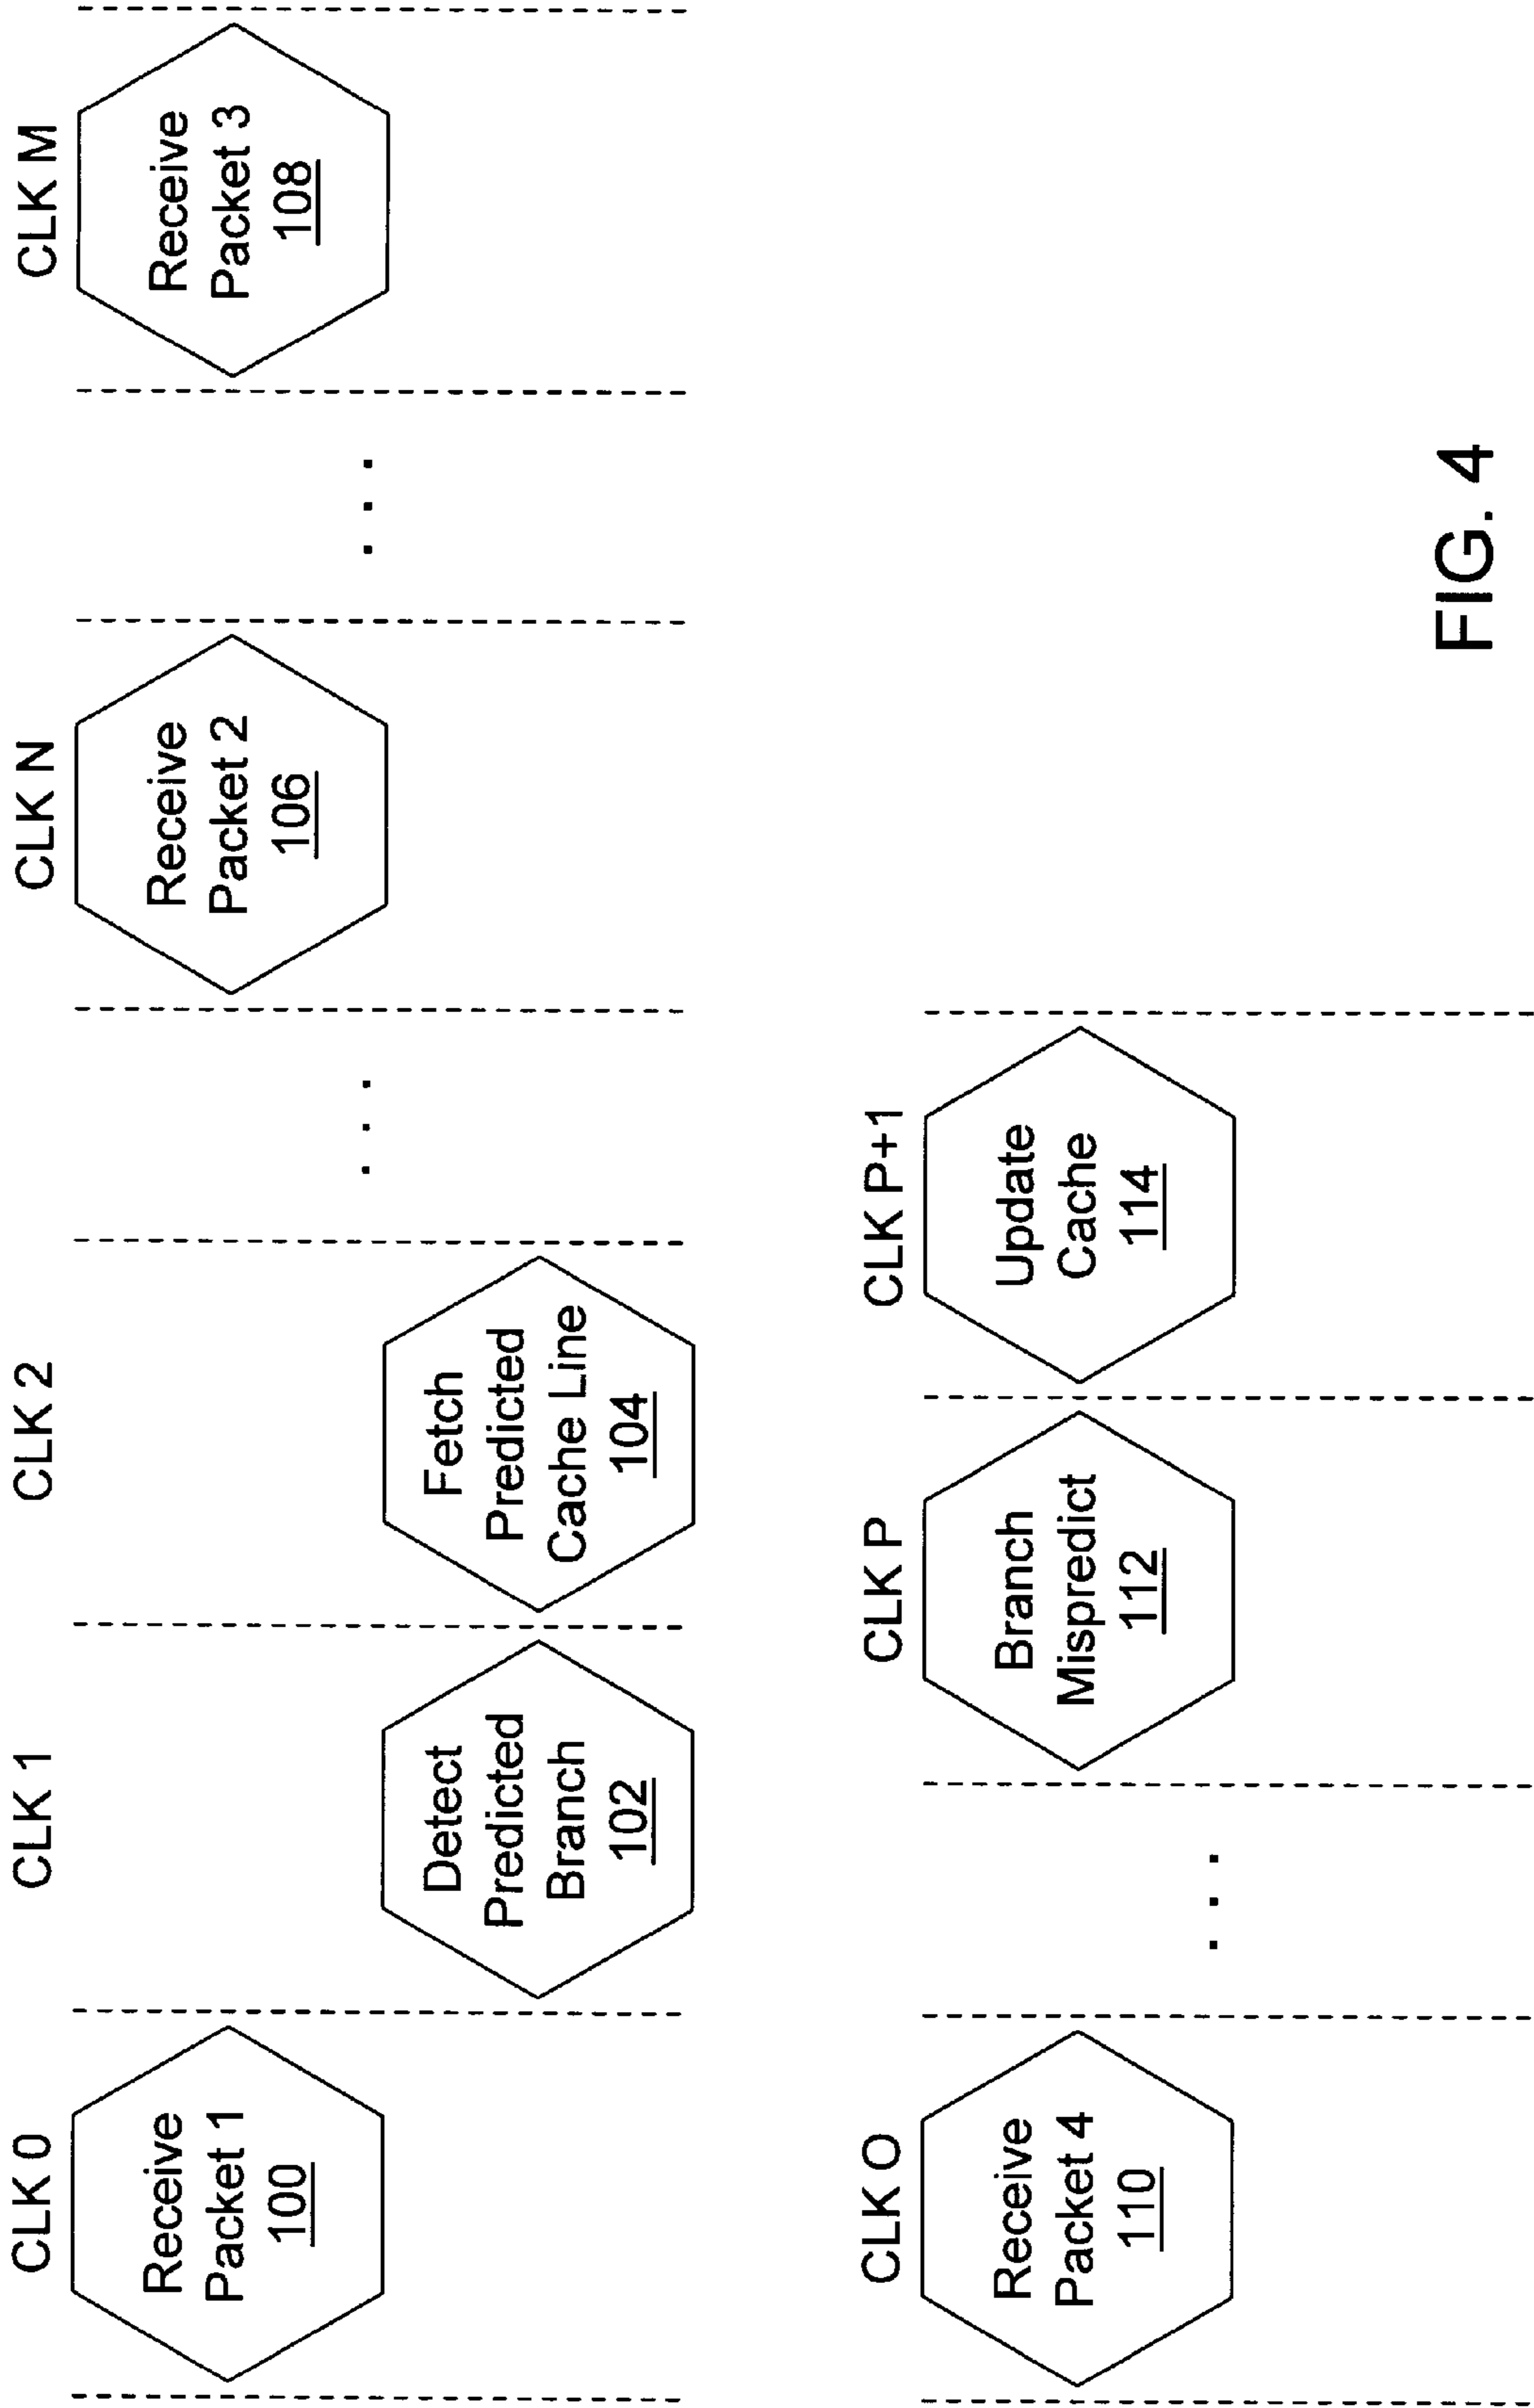 CLK 0
CLK 1
CLK 2
CLK N
CLK M
Receive
Packet 1
100
Detect
Predicted
Branch
102
Fetch
Predicted
Cache Line
104
. . .
Receive
Packet 2
106
. . .
Receive
Packet 3
108
CLK O
CLK P
CLK P+1
Receive
Packet 4
110
. . .
Branch
Mispredict
112
Update
Cache
114
FIG. 4